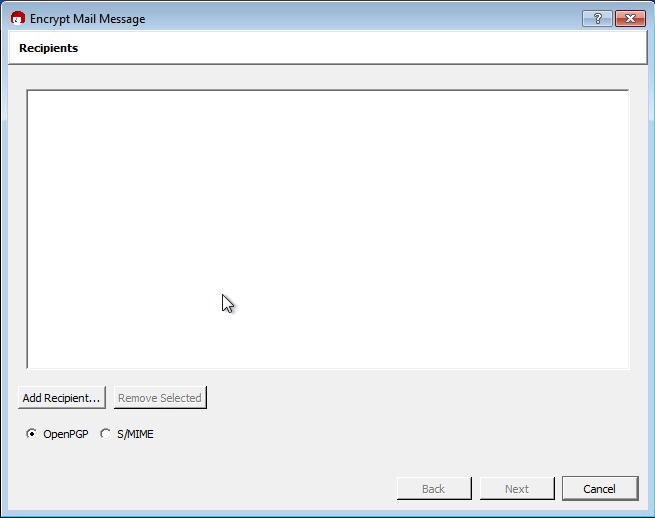 Encrypt Mail Message
?
Recipients
Add Recipient... Remove Selected
OpenPGP S/MIME
Back Next Cancel